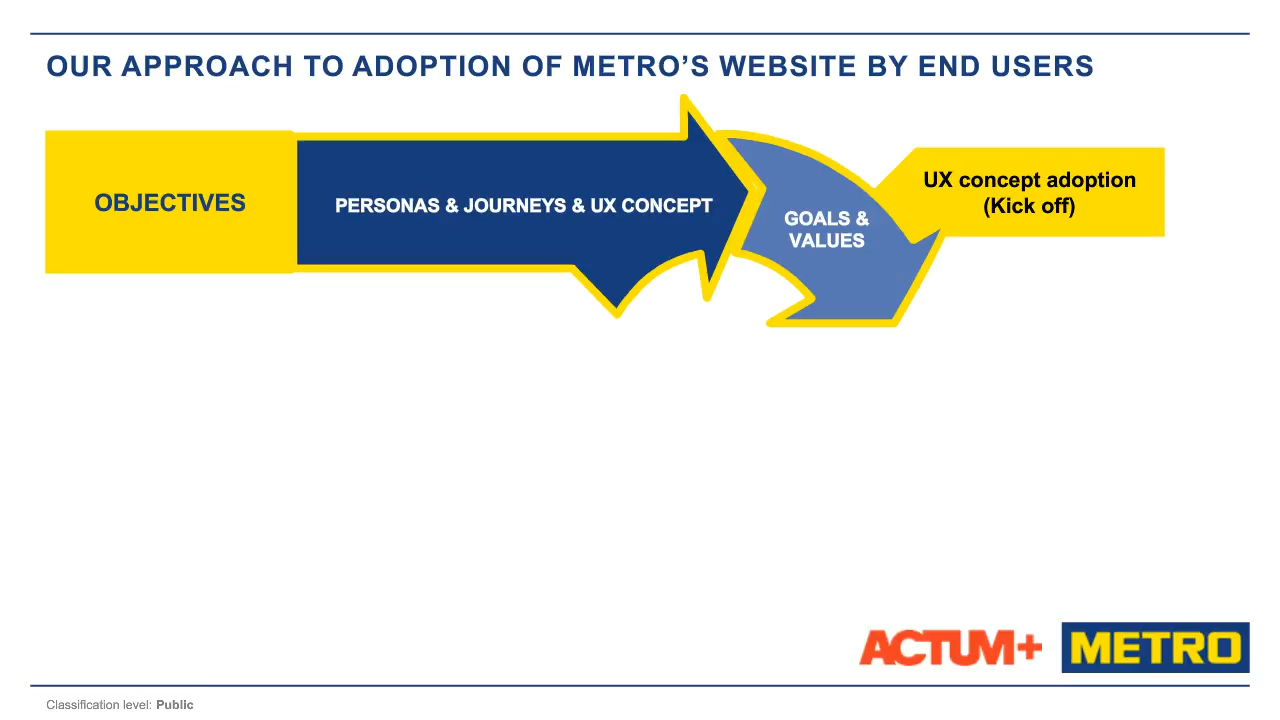 OUR APPROACH TO ADOPTION OF METRO’S WEBSITE BY END USERS
OBJECTIVES
PERSONAS & JOURNEYS & UX CONCEPT
GOALS &
VALUES
UX concept adoption
(Kick off)
ACTUM+
METRO
Classification level: Public